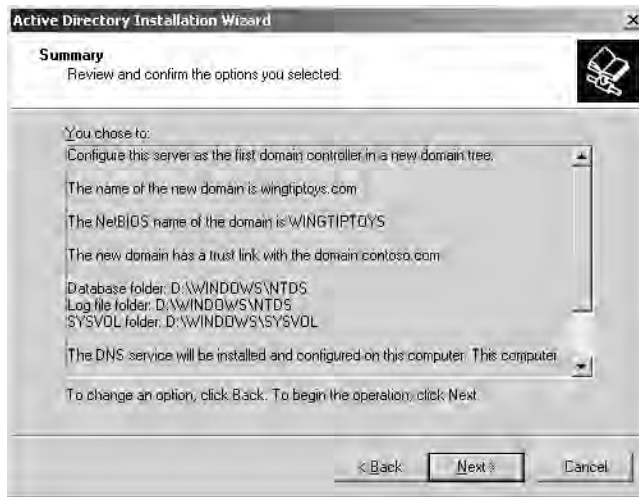 Active Directory Installation Wizard
Summary
Review and confirm the options you selected.
You chose to:
Configure this server as the first domain controller in a new domain tree.
The name of the new domain is wingtiptoys.com
The NetBIOS name of the domain is WINGTIPTOYS
The new domain has a trust link with the domain contoso.com
Database folder: D:\WINDOWS\NTDS
Log file folder: D:\WINDOWS\NTDS
SYSVOL folder: D:\WINDOWS\SYSVOL
The DNS service will be installed and configured on this computer. This computer
To change an option, click Back. To begin the operation, click Next.
< Back
Next >
Cancel